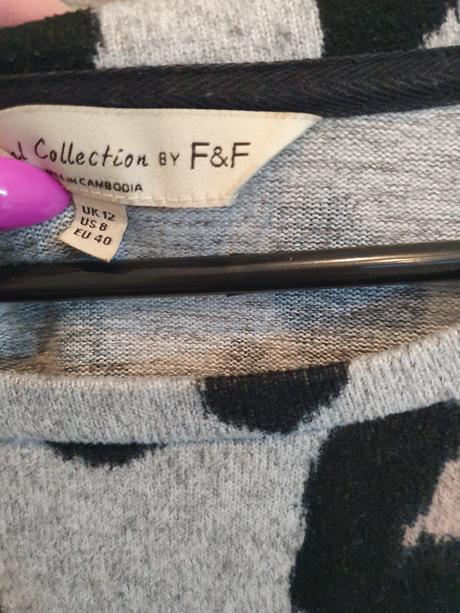 Collection BY F&F
IN CAMBODIA
UK 12
US 8
EU 40